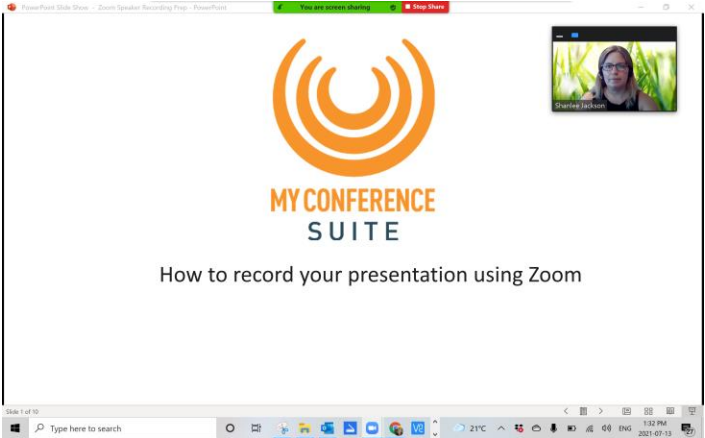 PowerPoint Slide Show - Zoom Speaker Recording Prep - PowerPoint
You are screen sharing
Stop Share
Shanlee Jackson
MY CONFERENCE
SUITE
How to record your presentation using Zoom
Slide 1 of 10
Type here to search
21°C
ENG
1:32 PM
2021-07-13
27